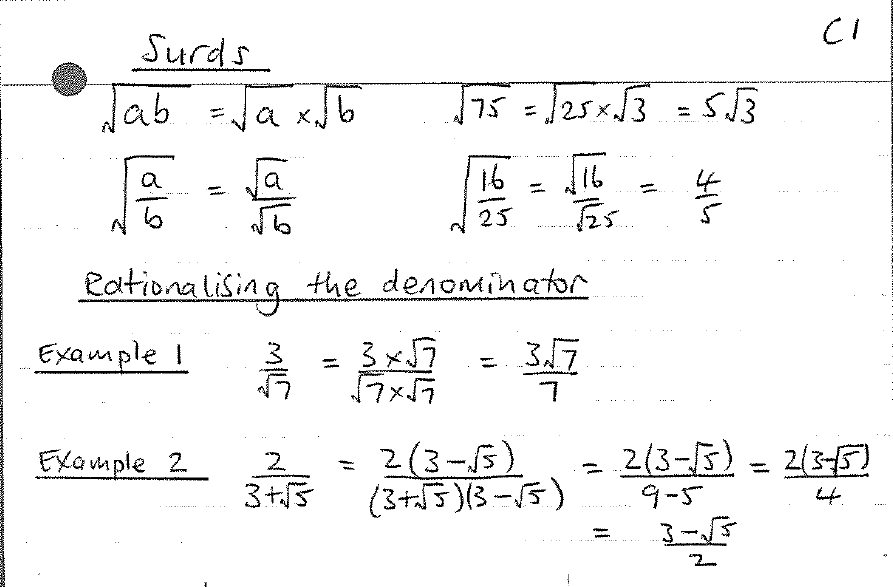 C1
Surds
√ab = √a × √b √75 = √25 × √3 = 5√3
√(a/b) = √a/√b √(16/25) = √16/√25 = 4/5
Rationalising the denominator
Example 1 3/√7 = (3 × √7)/(√7 × √7) = 3√7/7
Example 2 2/(3+√5) = 2(3-√5)/((3+√5)(3-√5)) = 2(3-√5)/(9-5) = 2(3-√5)/4
= (3-√5)/2